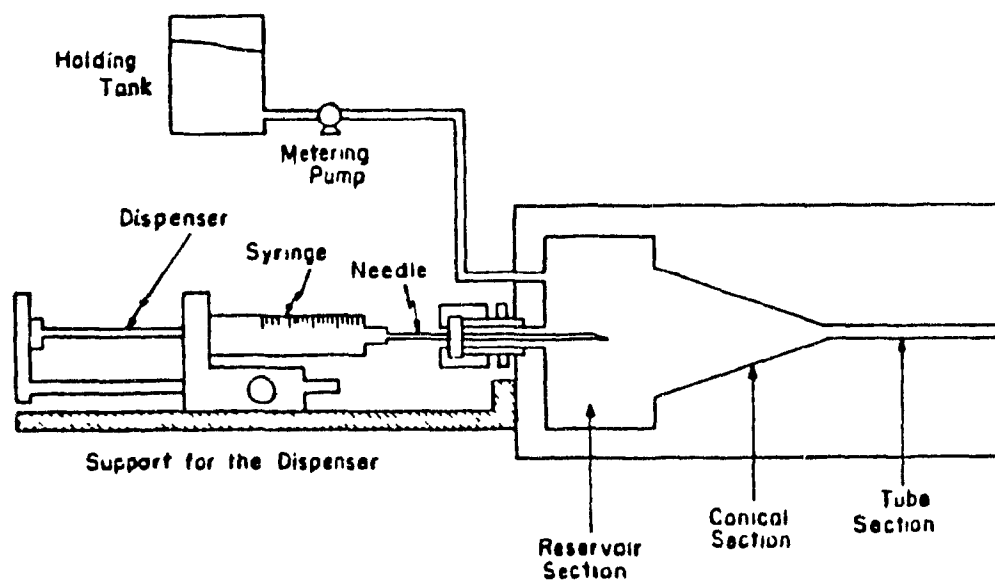 Holding
Tank
Metering
Pump
Dispenser
Syringe
Needle
Support for the Dispenser
Reservoir
Section
Conical
Section
Tube
Section